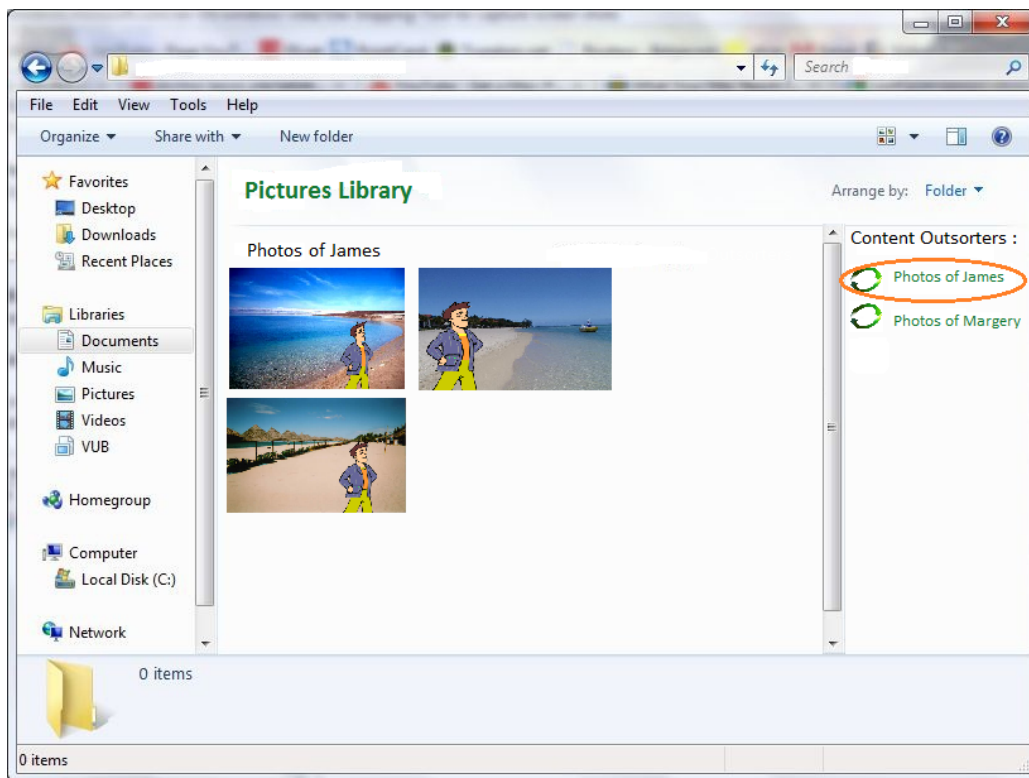 Search
File Edit View Tools Help
Organize Share with New folder
Favorites
Desktop
Downloads
Recent Places
Libraries
Documents
Music
Pictures
Videos
VUB
Homegroup
Computer
Local Disk (C:)
Network
Pictures Library
Arrange by: Folder
Photos of James
Content Outsorters :
Photos of James
Photos of Margery
0 items
0 items